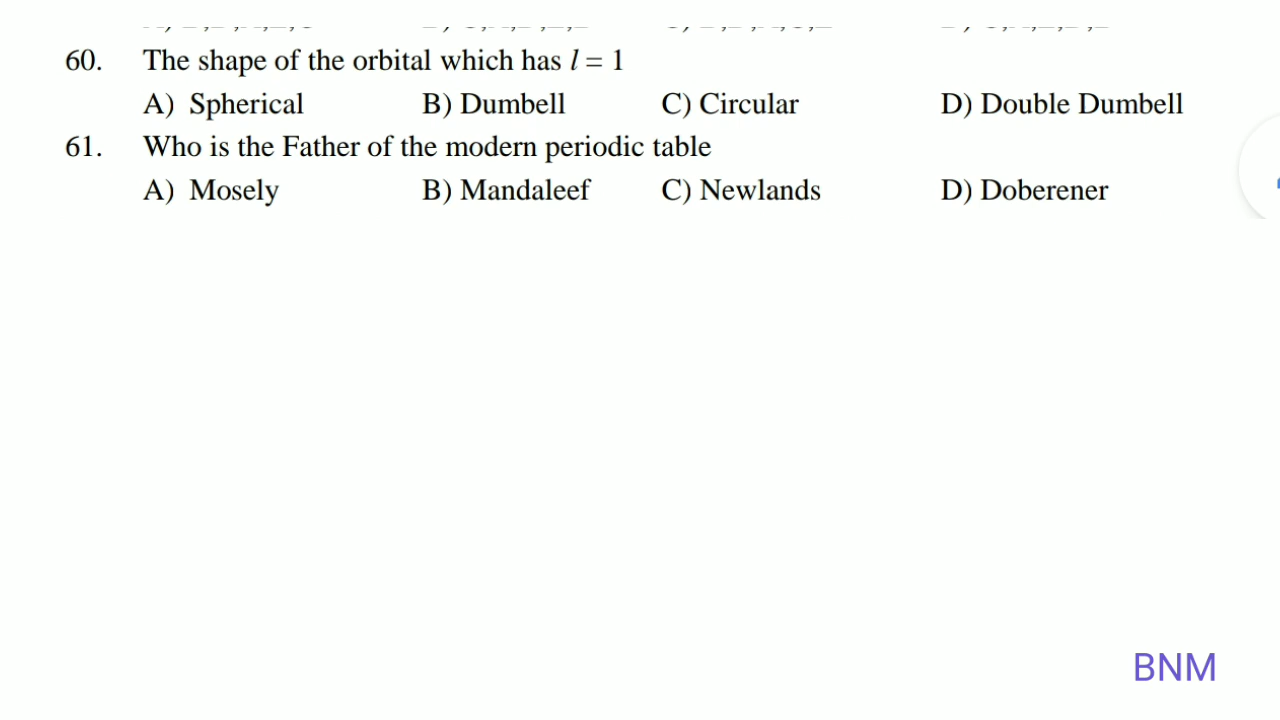 60. The shape of the orbital which has l = 1
A) Spherical B) Dumbell C) Circular D) Double Dumbell
61. Who is the Father of the modern periodic table
A) Mosely B) Mandaleef C) Newlands D) Doberener
BNM